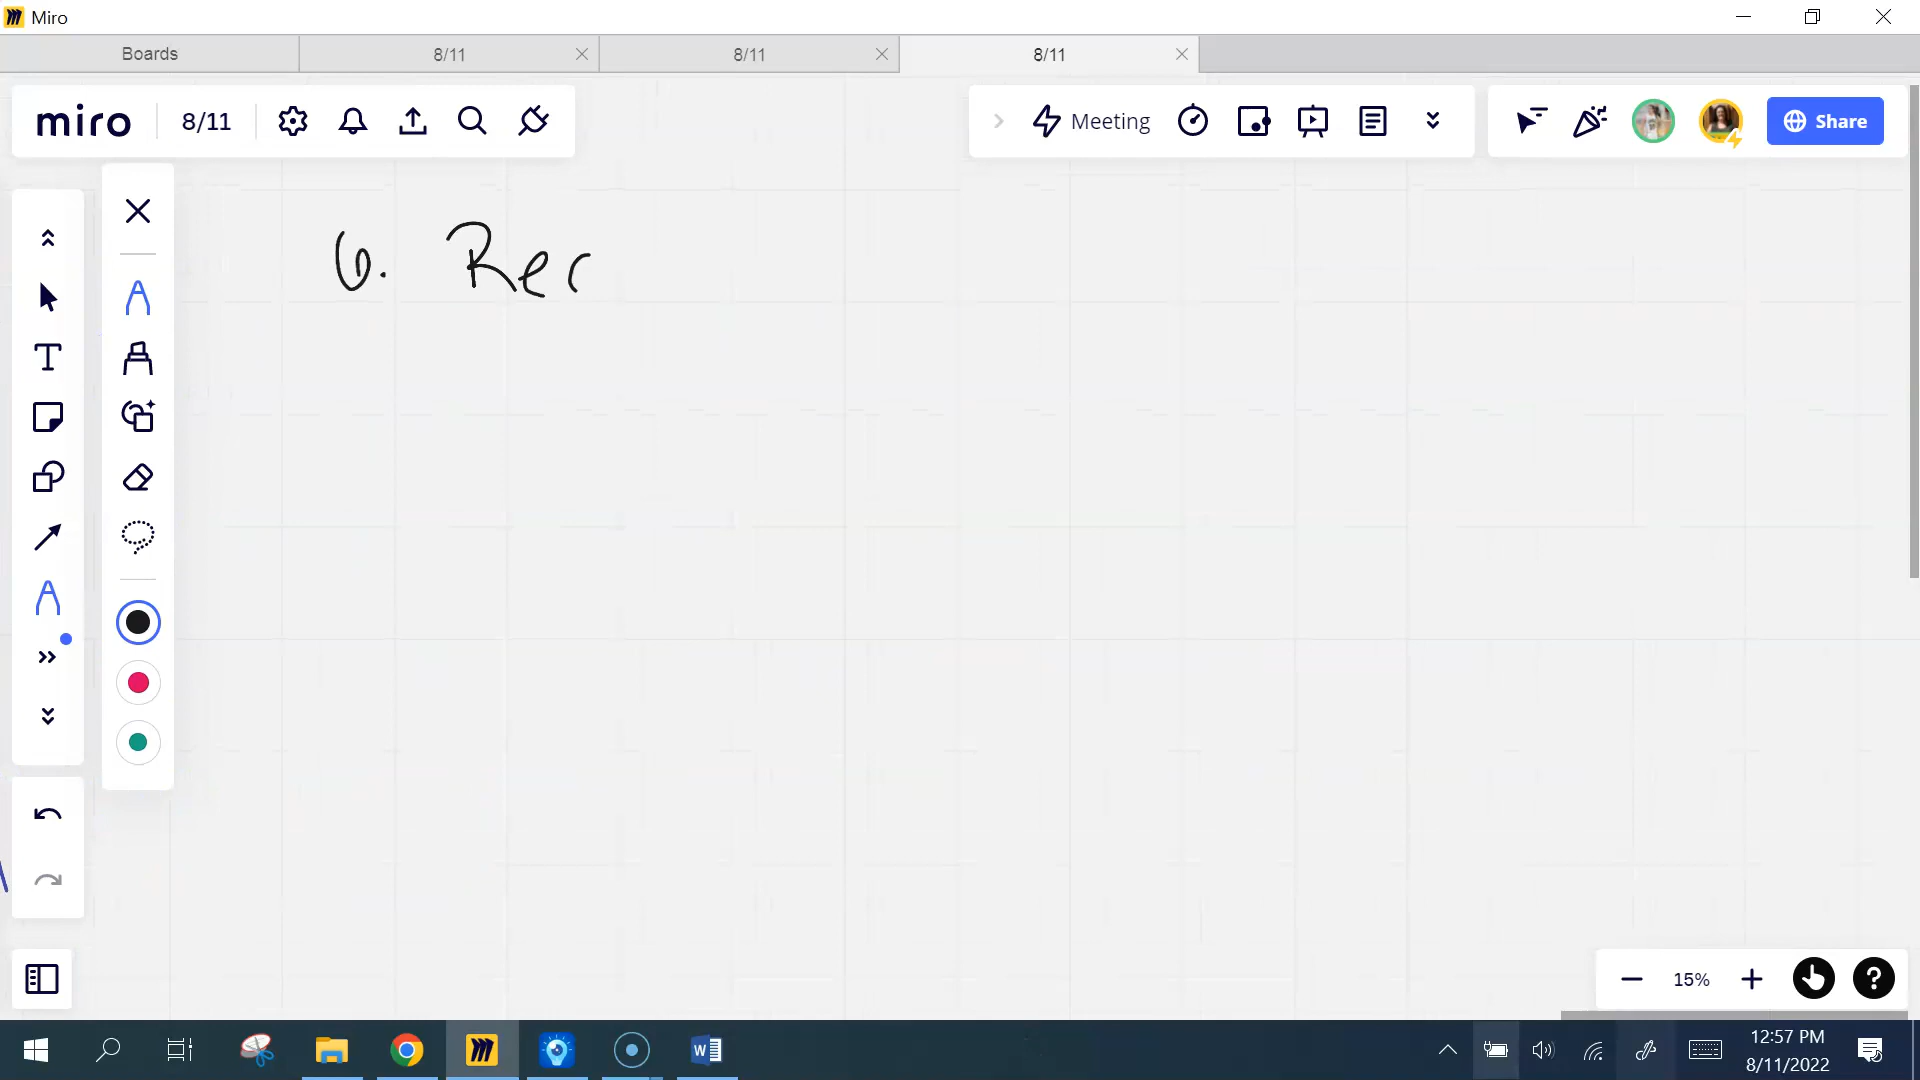 Miro
Boards 8/11 8/11 8/11
miro 8/11 Meeting Share
6. Rec
15%
12:57 PM
8/11/2022